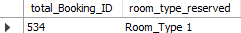 total_Booking_ID room_type_reserved
534 Room_Type 1